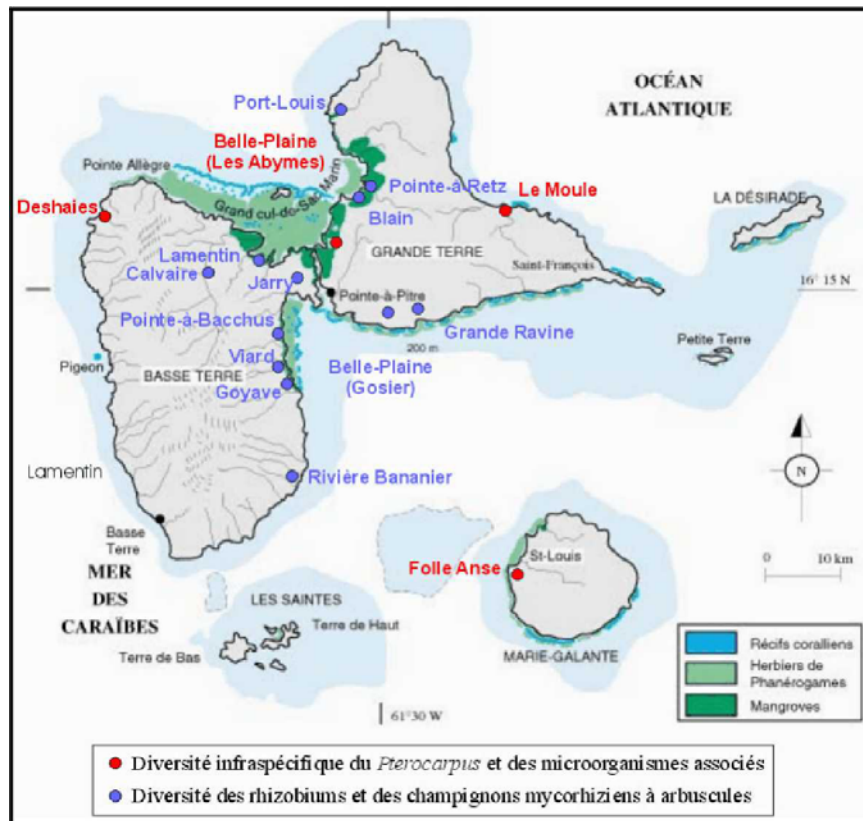 OCÉAN
ATLANTIQUE
Port-Louis
Belle-Plaine
(Les Abymes)
Pointe Allègre
Grand cul-de-Sac Marin
Pointe-à Retz
Le Moule
Blain
LA DÉSIRADE
Deshaies
Lamentin
GRANDE TERRE
Calvaire
Saint-François
Jarry
16° 15 N
Pointe-à-Pitre
Pointe-à-Bacchus
Grande Ravine
200 m
Petite Terre
Viard
Pigeon
BASSE TERRE
Belle-Plaine
(Gosier)
Goyave
Lamentin
Rivière Bananier
N
Basse
Terre
St-Louis
0 10 km
Folle Anse
MER
DES
CARAÏBES
LES SAINTES
Terre de Haut
Terre de Bas
MARIE-GALANTE
Récifs coralliens
Herbiers de
Phanérogames
Mangroves
61° 30 W
Diversité infraspécifique du Pterocarpus et des microorganismes associés
Diversité des rhizobiums et des champignons mycorhiziens à arbuscules